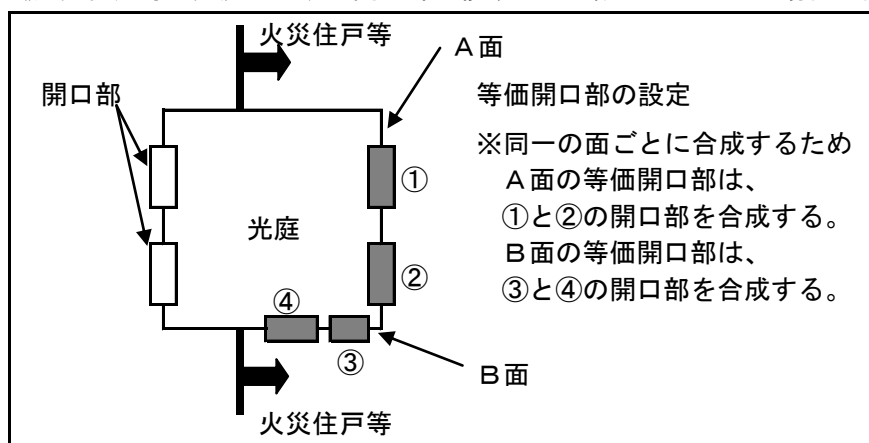 火災住戸等
A面
開口部
等価開口部の設定
※同一の面ごとに合成するため
A面の等価開口部は、
①と②の開口部を合成する。
B面の等価開口部は、
③と④の開口部を合成する。
①
光庭
②
④
③
B面
火災住戸等